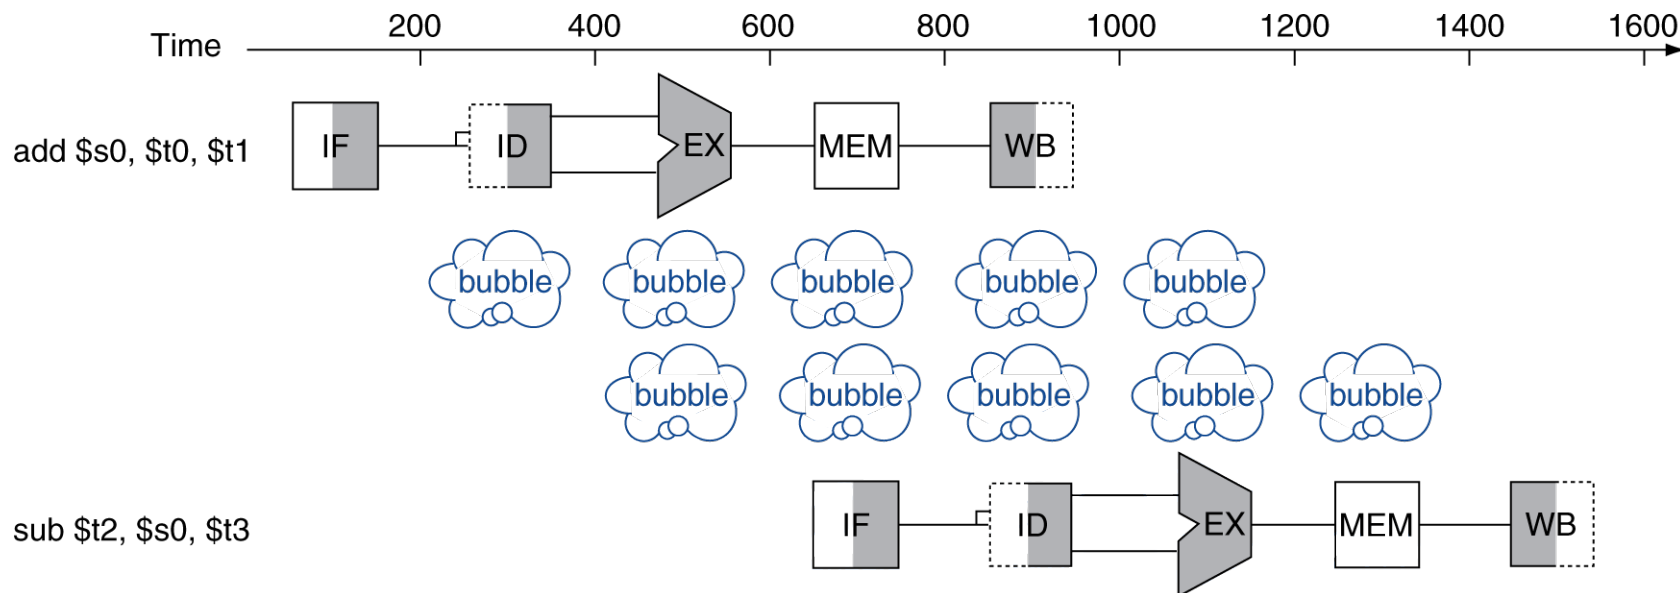 Time 200 400 600 800 1000 1200 1400 1600
add $s0, $t0, $t1 IF ID EX MEM WB
bubble bubble bubble bubble bubble
bubble bubble bubble bubble bubble
sub $t2, $s0, $t3 IF ID EX MEM WB